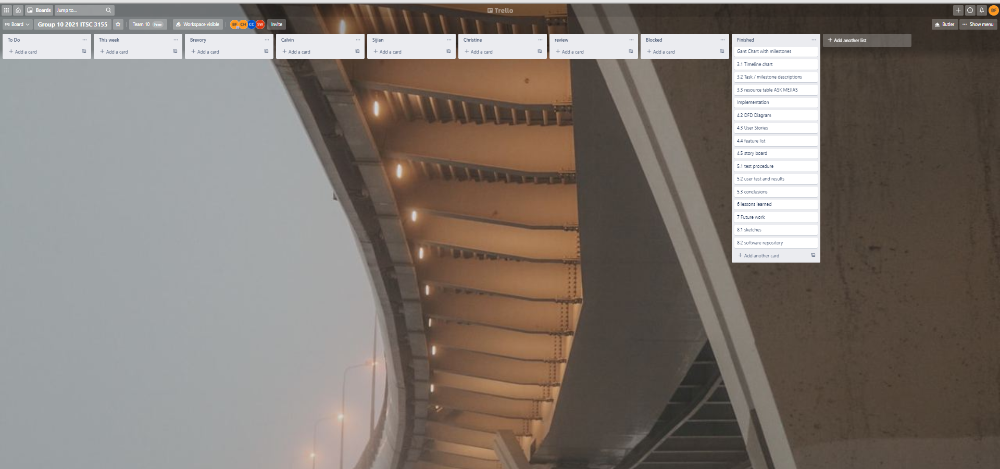 Boards
Jump to...
Trello
BF
Board
Group 10 2021 ITSC 3155
Team 10 Free
Workspace visible
BF CH CC SW
Invite
Butler
Show menu
To Do
Add a card
This week
Add a card
Brevory
Add a card
Calvin
Add a card
Sijian
Add a card
Christine
Add a card
review
Add a card
Blocked
Add a card
Finished
Gant Chart with milestones
3.1 Timeline chart
3.2 Task / milestone descriptions
3.3 resource table ASK MEJIAS
Implementation
4.2 DFD Diagram
4.3 User Stories
4.4 feature list
4.5 story board
5.1 test procedure
5.2 user test and results
5.3 conclusions
6 lessons learned
7 Future work
8.1 sketches
8.2 software repository
Add another card
Add another list